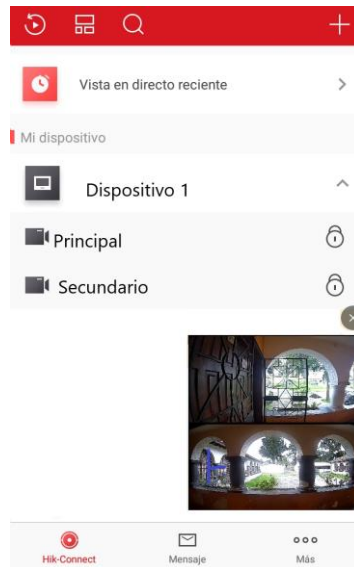 Vista en directo reciente
Mi dispositivo
Dispositivo 1
Principal
Secundario
Hik-Connect
Mensaje
Más